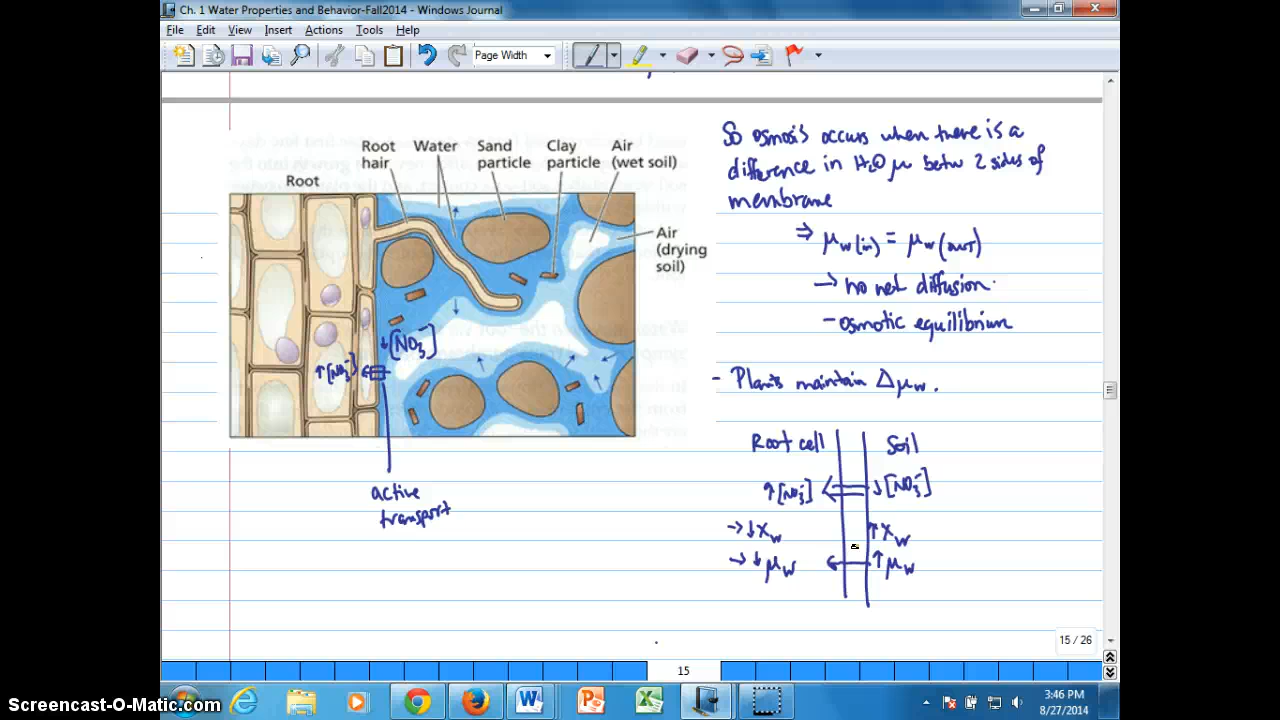 Ch. 1 Water Properties and Behavior-Fall2014 - Windows Journal
File Edit View Insert Actions Tools Help
Page Width
Root hair
Water
Sand particle
Clay particle
Air (wet soil)
Root
Air (drying soil)
↓[NO3-]
↑[NO3-]
active
transport
So osmosis occurs when there is a
difference in H2O μ betw 2 sides of
membrane
⇒ μw(in) = μw(out)
→ no net diffusion.
- osmotic equilibrium
- Plants maintain Δμw.
Root cell Soil
↑[NO3-] ↓[NO3-]
→ ↓Xw ↑Xw
→ ↓μw ↑μw
15 / 26
15
3:46 PM
8/27/2014
Screencast-O-Matic.com